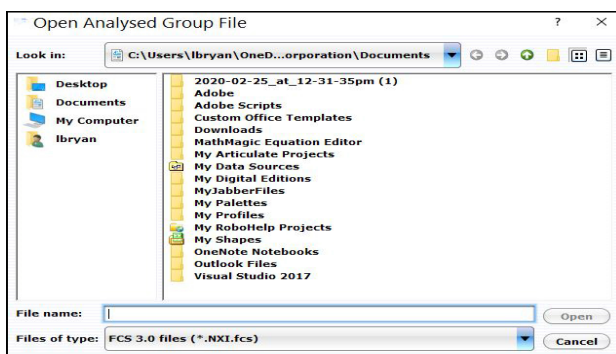 Open Analysed Group File
? ×
Look in: C:\Users\lbryan\OneD...orporation\Documents
Desktop
Documents
My Computer
lbryan
2020-02-25_at_12-31-35pm (1)
Adobe
Adobe Scripts
Custom Office Templates
Downloads
MathMagic Equation Editor
My Articulate Projects
My Data Sources
My Digital Editions
MyJabberFiles
My Palettes
My Profiles
My RoboHelp Projects
My Shapes
OneNote Notebooks
Outlook Files
Visual Studio 2017
File name:
Open
Files of type: FCS 3.0 files (*.NXI.fcs)
Cancel